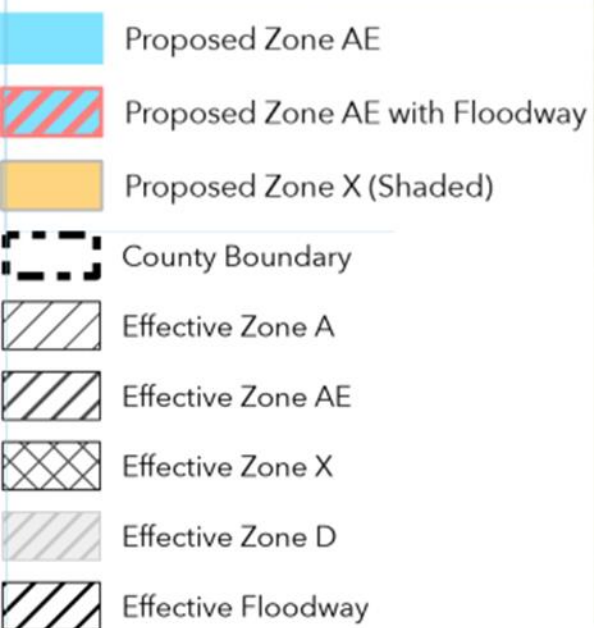 Proposed Zone AE
Proposed Zone AE with Floodway
Proposed Zone X (Shaded)
County Boundary
Effective Zone A
Effective Zone AE
Effective Zone X
Effective Zone D
Effective Floodway